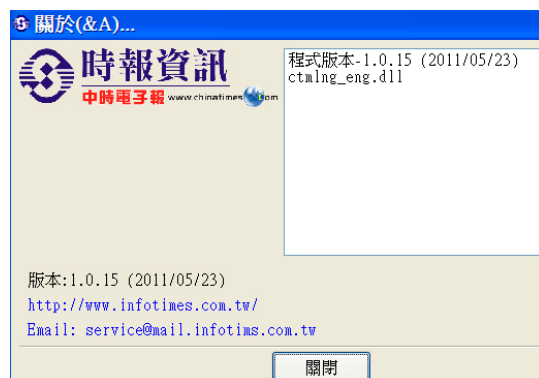 關於(&A)...
時報資訊
中時電子報 www.chinatimes.com
程式版本-1.0.15 (2011/05/23)
ctmlng_eng.dll
版本:1.0.15 (2011/05/23)
http://www.infotimes.com.tw/
Email: service@mail.infotims.com.tw
關閉